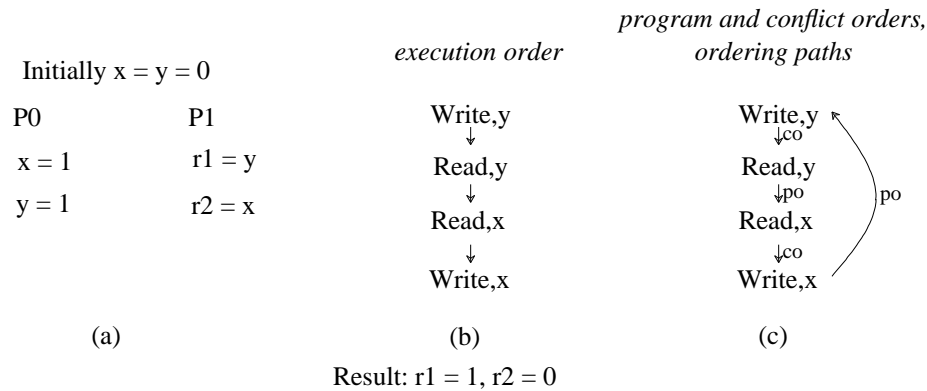 program and conflict orders,
execution order
ordering paths
Initially x = y = 0
P0 P1
x = 1 r1 = y
y = 1 r2 = x
Write,y
Read,y
Read,x
Write,x
Write,y
co
Read,y
po
Read,x
co
Write,x
po
(a) (b) (c)
Result: r1 = 1, r2 = 0